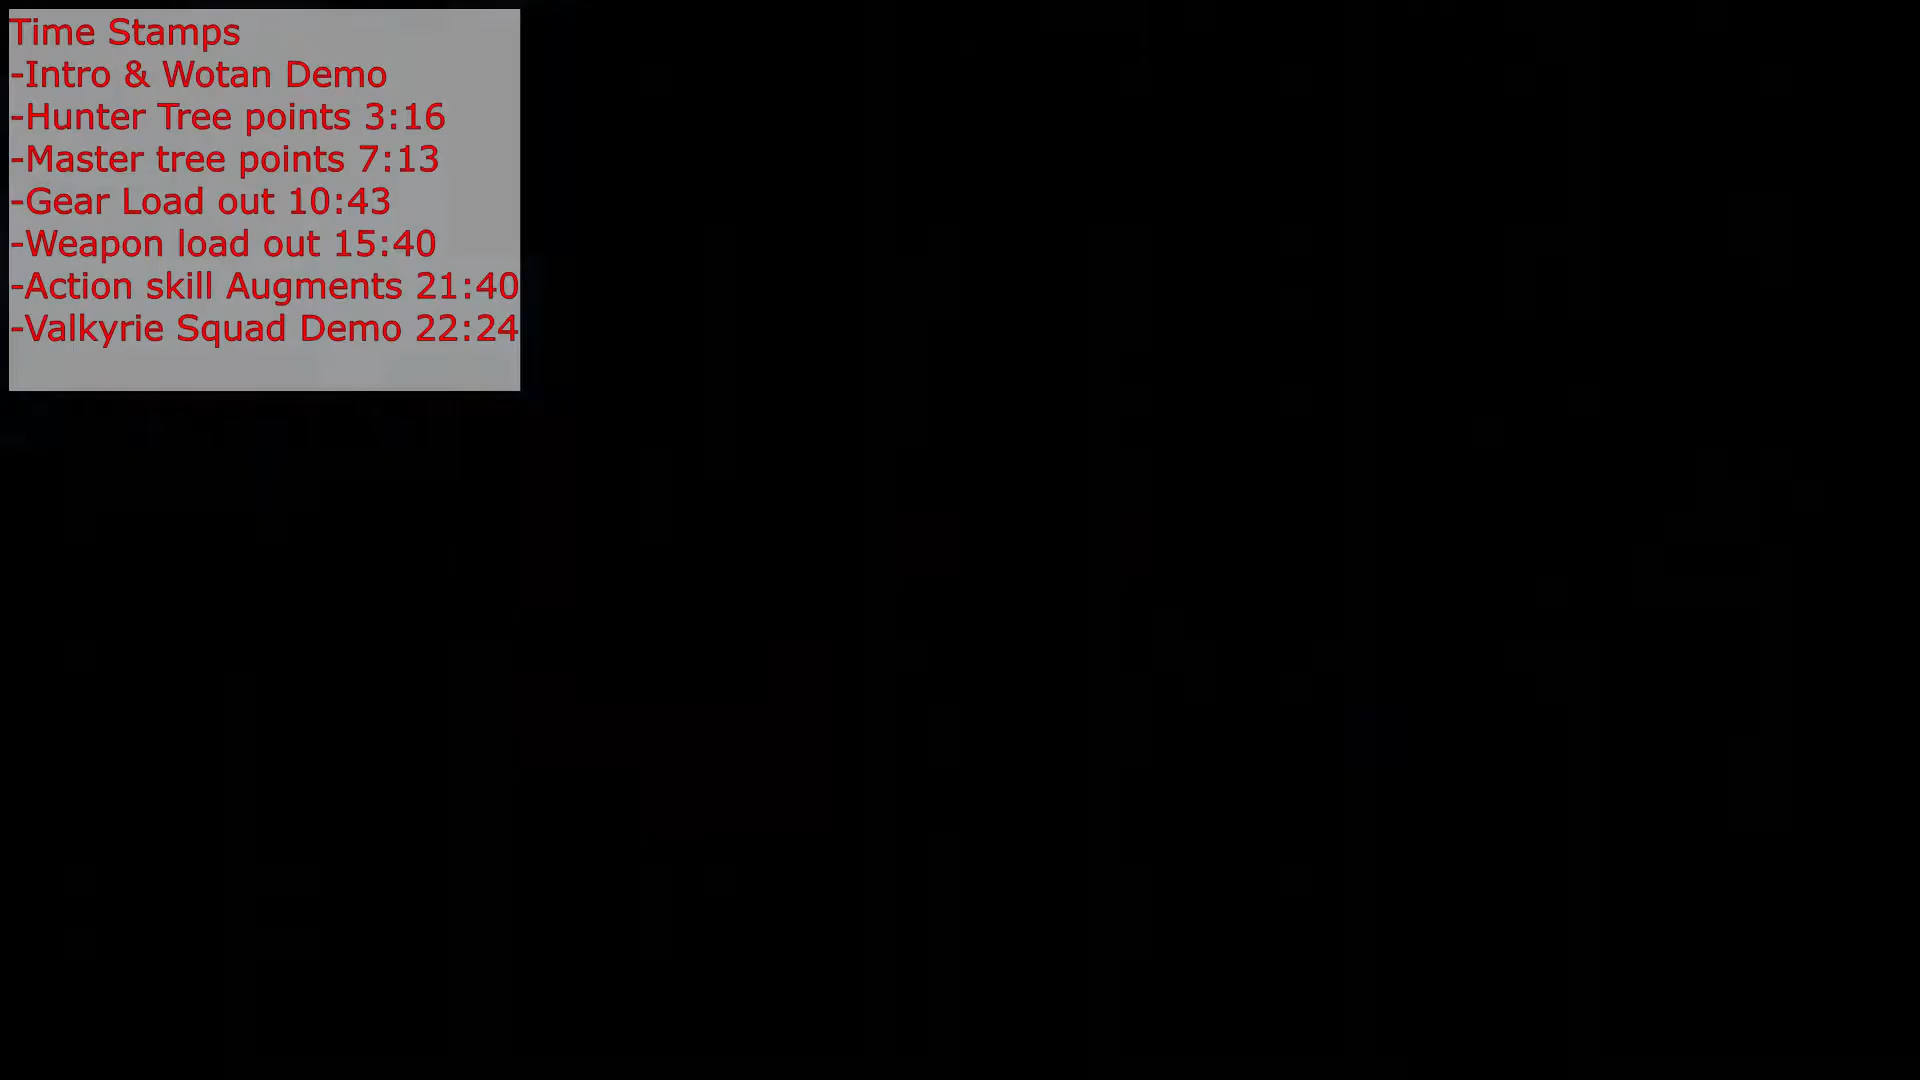 Time Stamps
-Intro & Wotan Demo
-Hunter Tree points 3:16
-Master tree points 7:13
-Gear Load out 10:43
-Weapon load out 15:40
-Action skill Augments 21:40
-Valkyrie Squad Demo 22:24